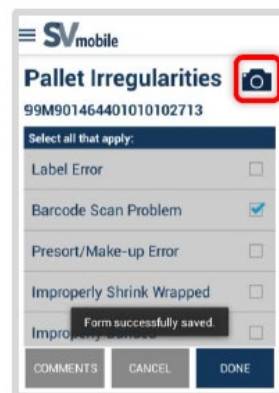 SVmobile
Pallet Irregularities
99M901464401010102713
Select all that apply:
Label Error
Barcode Scan Problem
Presort/Make-up Error
Improperly Shrink Wrapped
Form successfully saved.
COMMENTS CANCEL DONE